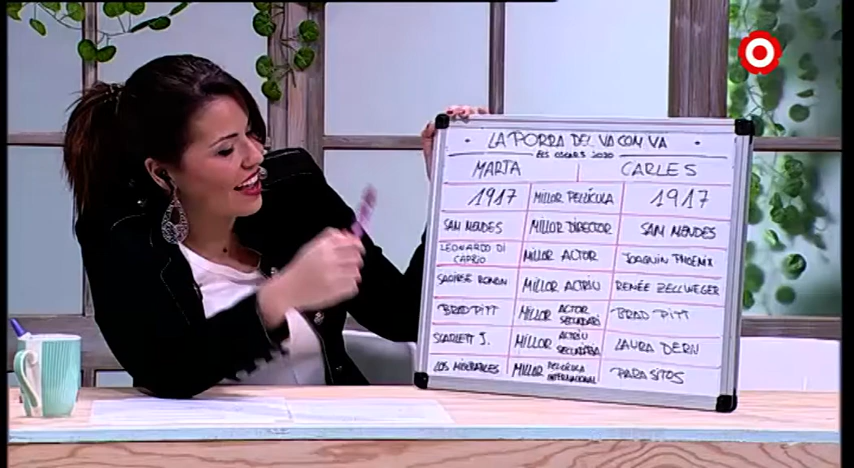 LA PORRA DEL VA COM VA
ELS OSCARS 2020
MARTA CARLES
1917 MILLOR PEL·LÍCULA 1917
SAM MENDES MILLOR DIRECTOR SAM MENDES
LEONARDO DI CAPRIO MILLOR ACTOR JOAQUIN PHOENIX
SAOIRSE RONAN MILLOR ACTRIU RENÉE ZELLWEGER
BRAD PITT MILLOR ACTOR SECUNDARI BRAD PITT
SCARLETT J. MILLOR ACTRIU SECUNDÀRIA LAURA DERN
LOS MISERABLES MILLOR PEL·LÍCULA INTERNACIONAL PARASITOS